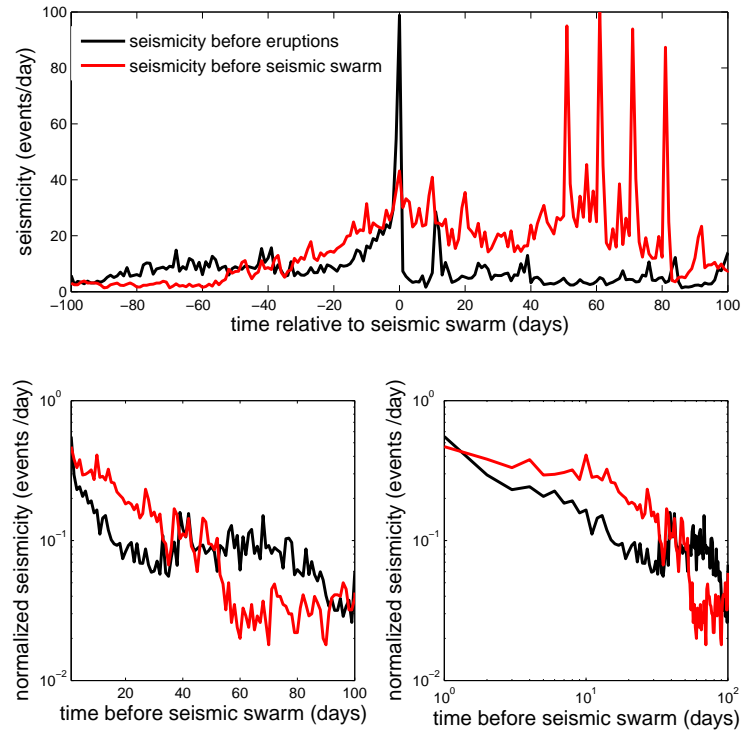 seismicity before eruptions
seismicity before seismic swarm
seismicity (events/day)
100
80
60
40
20
0
−100 −80 −60 −40 −20 0 20 40 60 80 100
time relative to seismic swarm (days)
normalized seismicity (events /day)
10^0
10^−1
10^−2
20 40 60 80 100
time before seismic swarm (days)
normalized seismicity (events /day)
10^0
10^−1
10^−2
10^0 10^1 10^2
time before seismic swarm (days)